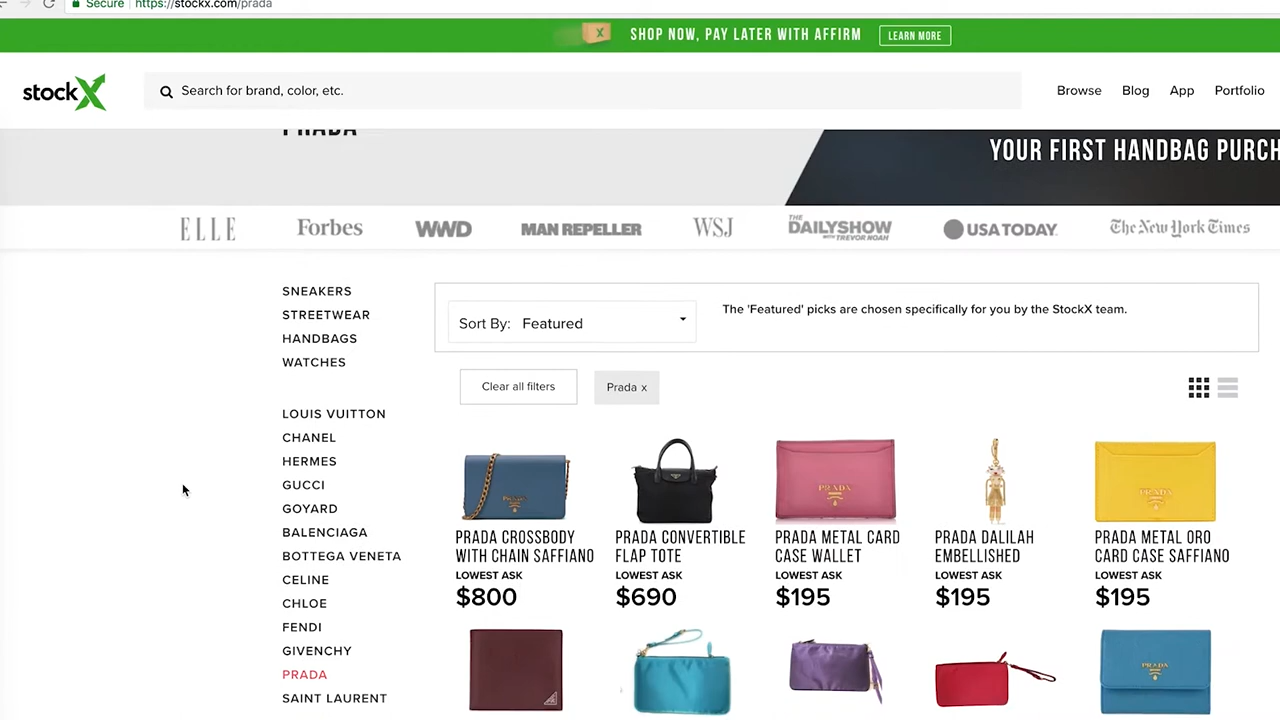 Secure https://stockx.com/prada
X
SHOP NOW, PAY LATER WITH AFFIRM LEARN MORE
stockX Search for brand, color, etc. Browse Blog App Portfolio
PRADA
YOUR FIRST HANDBAG PURCH
ELLE Forbes WWD MAN REPELLER WSJ THE DAILYSHOW WITH TREVOR NOAH USA TODAY The New York Times
SNEAKERS
STREETWEAR
HANDBAGS
WATCHES
LOUIS VUITTON
CHANEL
HERMES
GUCCI
GOYARD
BALENCIAGA
BOTTEGA VENETA
CELINE
CHLOE
FENDI
GIVENCHY
PRADA
SAINT LAURENT
Sort By: Featured
The 'Featured' picks are chosen specifically for you by the StockX team.
Clear all filters Prada x
PRADA
PRADA CROSSBODY
WITH CHAIN SAFFIANO
LOWEST ASK
$800
PRADA CONVERTIBLE
FLAP TOTE
LOWEST ASK
$690
PRADA
PRADA METAL CARD
CASE WALLET
LOWEST ASK
$195
PRADA DALILAH
EMBELLISHED
LOWEST ASK
$195
PRADA
PRADA METAL ORO
CARD CASE SAFFIANO
LOWEST ASK
$195
PRADA